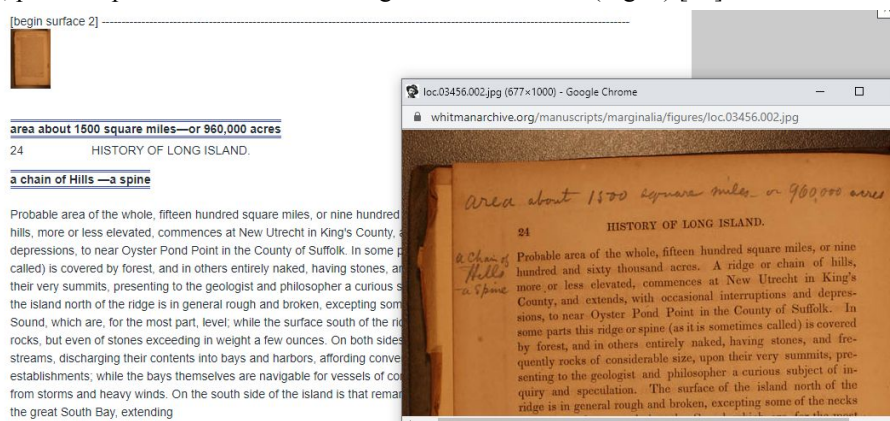 [begin surface 2]
area about 1500 square miles—or 960,000 acres
24 HISTORY OF LONG ISLAND.
a chain of Hills —a spine
Probable area of the whole, fifteen hundred square miles, or nine hundred
hills, more or less elevated, commences at New Utrecht in King's County,
depressions, to near Oyster Pond Point in the County of Suffolk. In some
called) is covered by forest, and in others entirely naked, having stones,
their very summits, presenting to the geologist and philosopher a curious
the island north of the ridge is in general rough and broken, excepting
Sound, which are, for the most part, level; while the surface south of the
rocks, but even of stones exceeding in weight a few ounces. On both sides
streams, discharging their contents into bays and harbors, affording
establishments; while the bays themselves are navigable for vessels of
from storms and heavy winds. On the south side of the island is that
the great South Bay, extending
loc.03456.002.jpg (677×1000) - Google Chrome
whitmanarchive.org/manuscripts/marginalia/figures/loc.03456.002.jpg
area about 1500 square miles - or 960,000 acres
24 HISTORY OF LONG ISLAND.
a Chain of
Hills
-a Spine
Probable area of the whole, fifteen hundred square miles, or nine
hundred and sixty thousand acres. A ridge or chain of hills,
more or less elevated, commences at New Utrecht in King's
County, and extends, with occasional interruptions and depres-
sions, to near Oyster Pond Point in the County of Suffolk. In
some parts this ridge or spine (as it is sometimes called) is covered
by forest, and in others entirely naked, having stones, and fre-
quently rocks of considerable size, upon their very summits, pre-
senting to the geologist and philosopher a curious subject of in-
quiry and speculation. The surface of the island north of the
ridge is in general rough and broken, excepting some of the necks